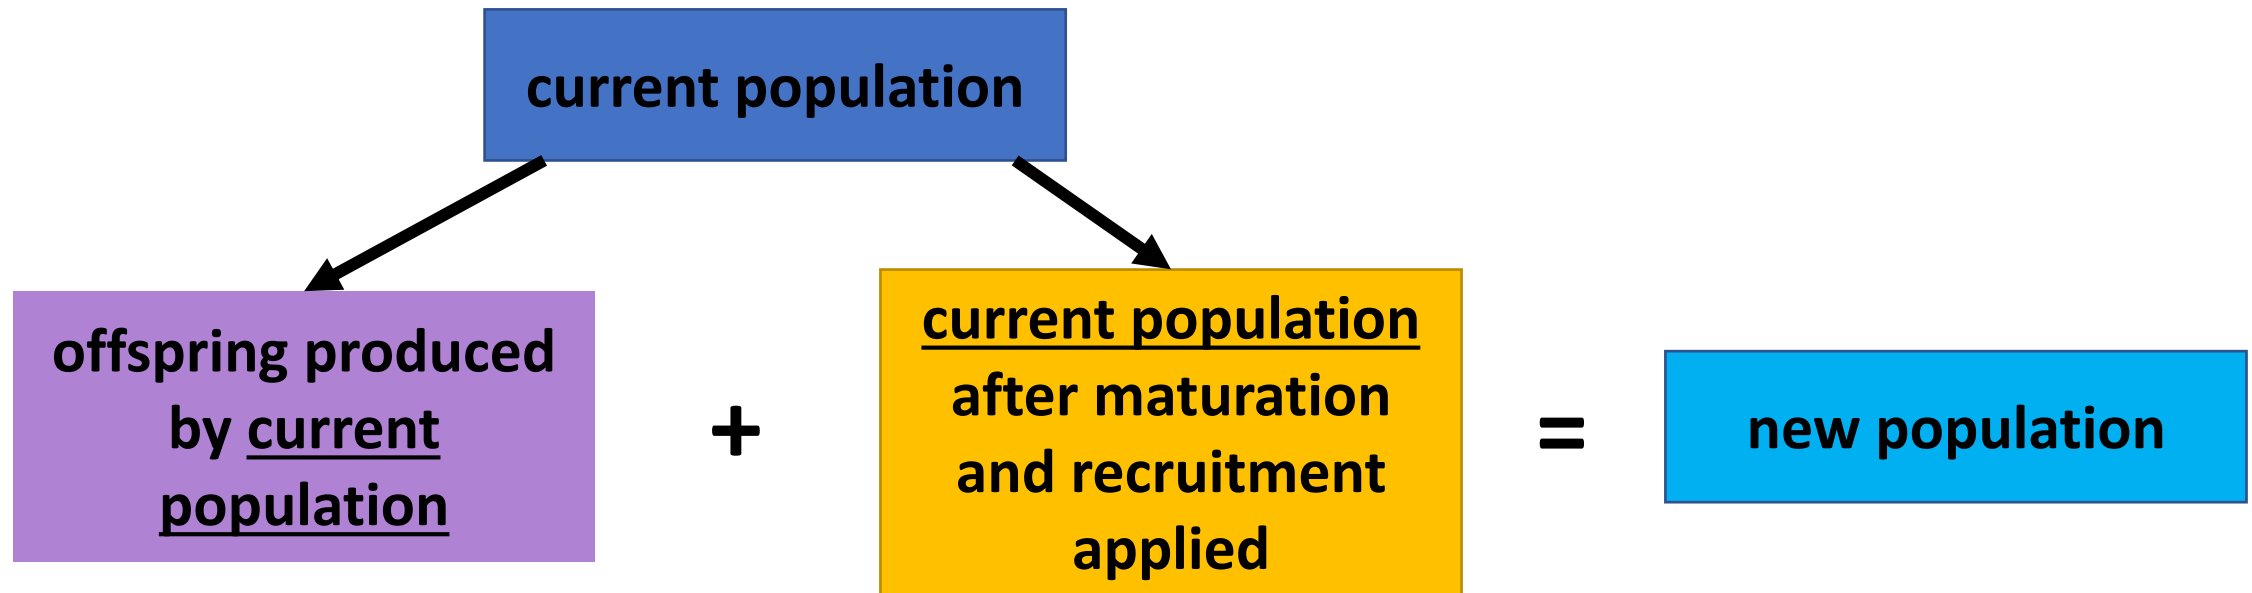 current population
offspring produced
by current
population
+
current population
after maturation
and recruitment
applied
=
new population